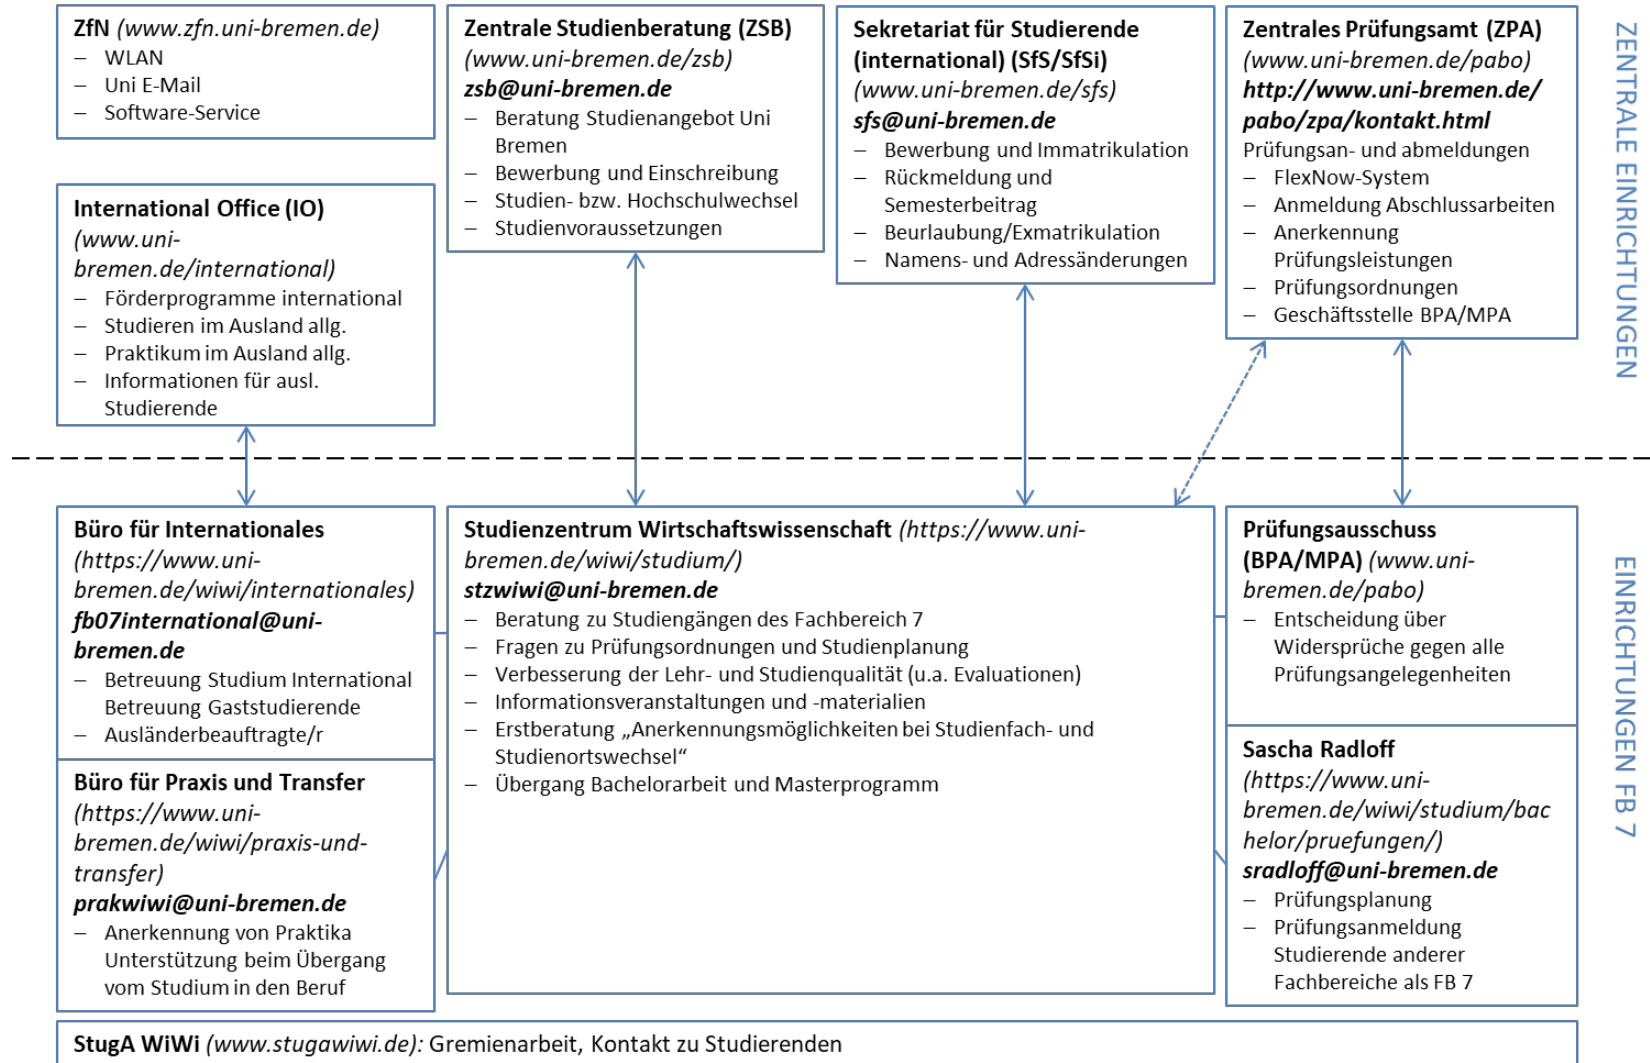 ZfN (www.zfn.uni-bremen.de)
– WLAN
– Uni E-Mail
– Software-Service
Zentrale Studienberatung (ZSB)
(www.uni-bremen.de/zsb)
zsb@uni-bremen.de
– Beratung Studienangebot Uni
Bremen
– Bewerbung und Einschreibung
– Studien- bzw. Hochschulwechsel
– Studienvoraussetzungen
Sekretariat für Studierende
(international) (SfS/SfSi)
(www.uni-bremen.de/sfs)
sfs@uni-bremen.de
– Bewerbung und Immatrikulation
– Rückmeldung und
Semesterbeitrag
– Beurlaubung/Exmatrikulation
– Namens- und Adressänderungen
Zentrales Prüfungsamt (ZPA)
(www.uni-bremen.de/pabo)
http://www.uni-bremen.de/
pabo/zpa/kontakt.html
Prüfungsan- und abmeldungen
– FlexNow-System
– Anmeldung Abschlussarbeiten
– Anerkennung
Prüfungsleistungen
– Prüfungsordnungen
– Geschäftsstelle BPA/MPA
ZENTRALE EINRICHTUNGEN
International Office (IO)
(www.uni-
bremen.de/international)
– Förderprogramme international
– Studieren im Ausland allg.
– Praktikum im Ausland allg.
– Informationen für ausl.
Studierende
Büro für Internationales
(https://www.uni-
bremen.de/wiwi/internationales)
fb07international@uni-
bremen.de
– Betreuung Studium International
Betreuung Gaststudierende
– Ausländerbeauftragte/r
Büro für Praxis und Transfer
(https://www.uni-
bremen.de/wiwi/praxis-und-
transfer)
prakwiwi@uni-bremen.de
– Anerkennung von Praktika
Unterstützung beim Übergang
vom Studium in den Beruf
Studienzentrum Wirtschaftswissenschaft (https://www.uni-
bremen.de/wiwi/studium/)
stzwiwi@uni-bremen.de
– Beratung zu Studiengängen des Fachbereich 7
– Fragen zu Prüfungsordnungen und Studienplanung
– Verbesserung der Lehr- und Studienqualität (u.a. Evaluationen)
– Informationsveranstaltungen und -materialien
– Erstberatung „Anerkennungsmöglichkeiten bei Studienfach- und
Studienortswechsel“
– Übergang Bachelorarbeit und Masterprogramm
Prüfungsausschuss
(BPA/MPA) (www.uni-
bremen.de/pabo)
– Entscheidung über
Widersprüche gegen alle
Prüfungsangelegenheiten
Sascha Radloff
(https://www.uni-
bremen.de/wiwi/studium/bac
helor/pruefungen/)
sradloff@uni-bremen.de
– Prüfungsplanung
– Prüfungsanmeldung
Studierende anderer
Fachbereiche als FB 7
EINRICHTUNGEN FB 7
StugA WiWi (www.stugawiwi.de): Gremienarbeit, Kontakt zu Studierenden